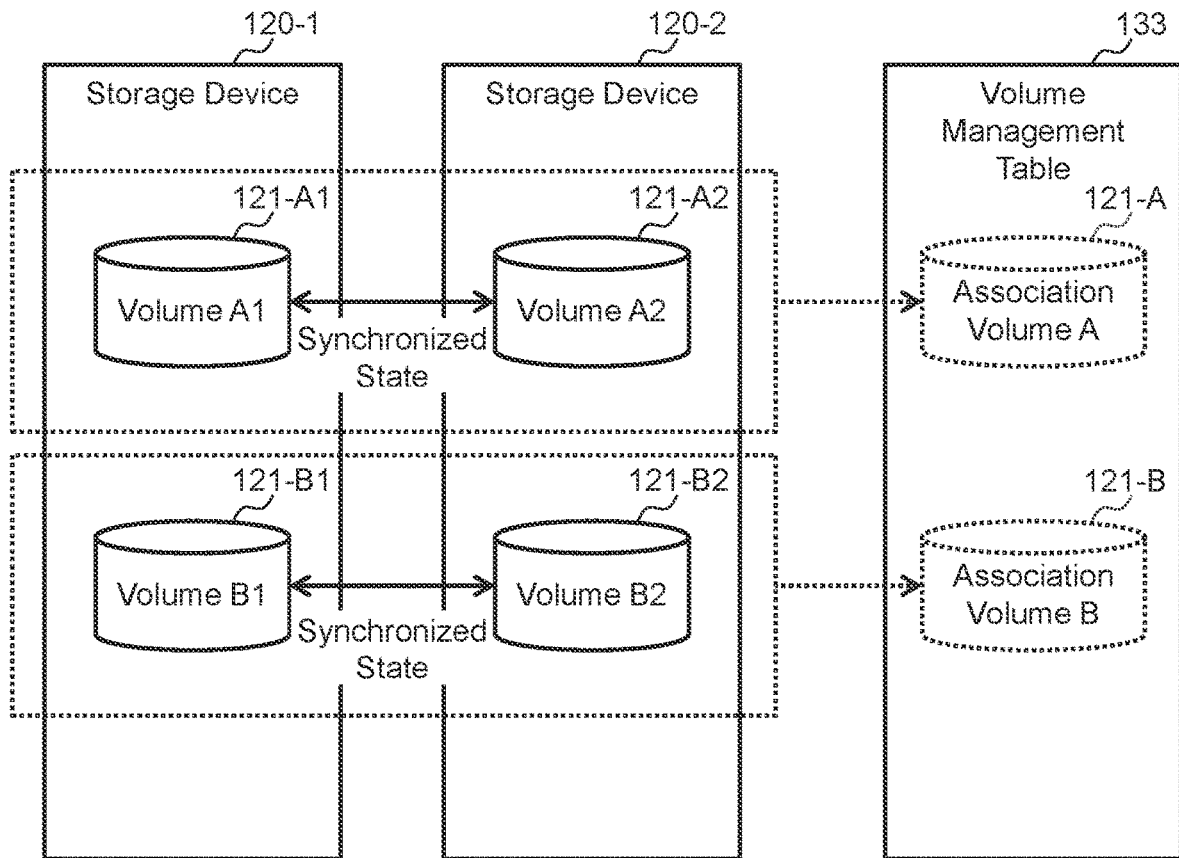 120-1
120-2
133
Storage Device
Storage Device
Volume
Management
Table
121-A1
121-A2
121-A
Volume A1
Volume A2
Synchronized
State
Association
Volume A
121-B1
121-B2
121-B
Volume B1
Volume B2
Synchronized
State
Association
Volume B